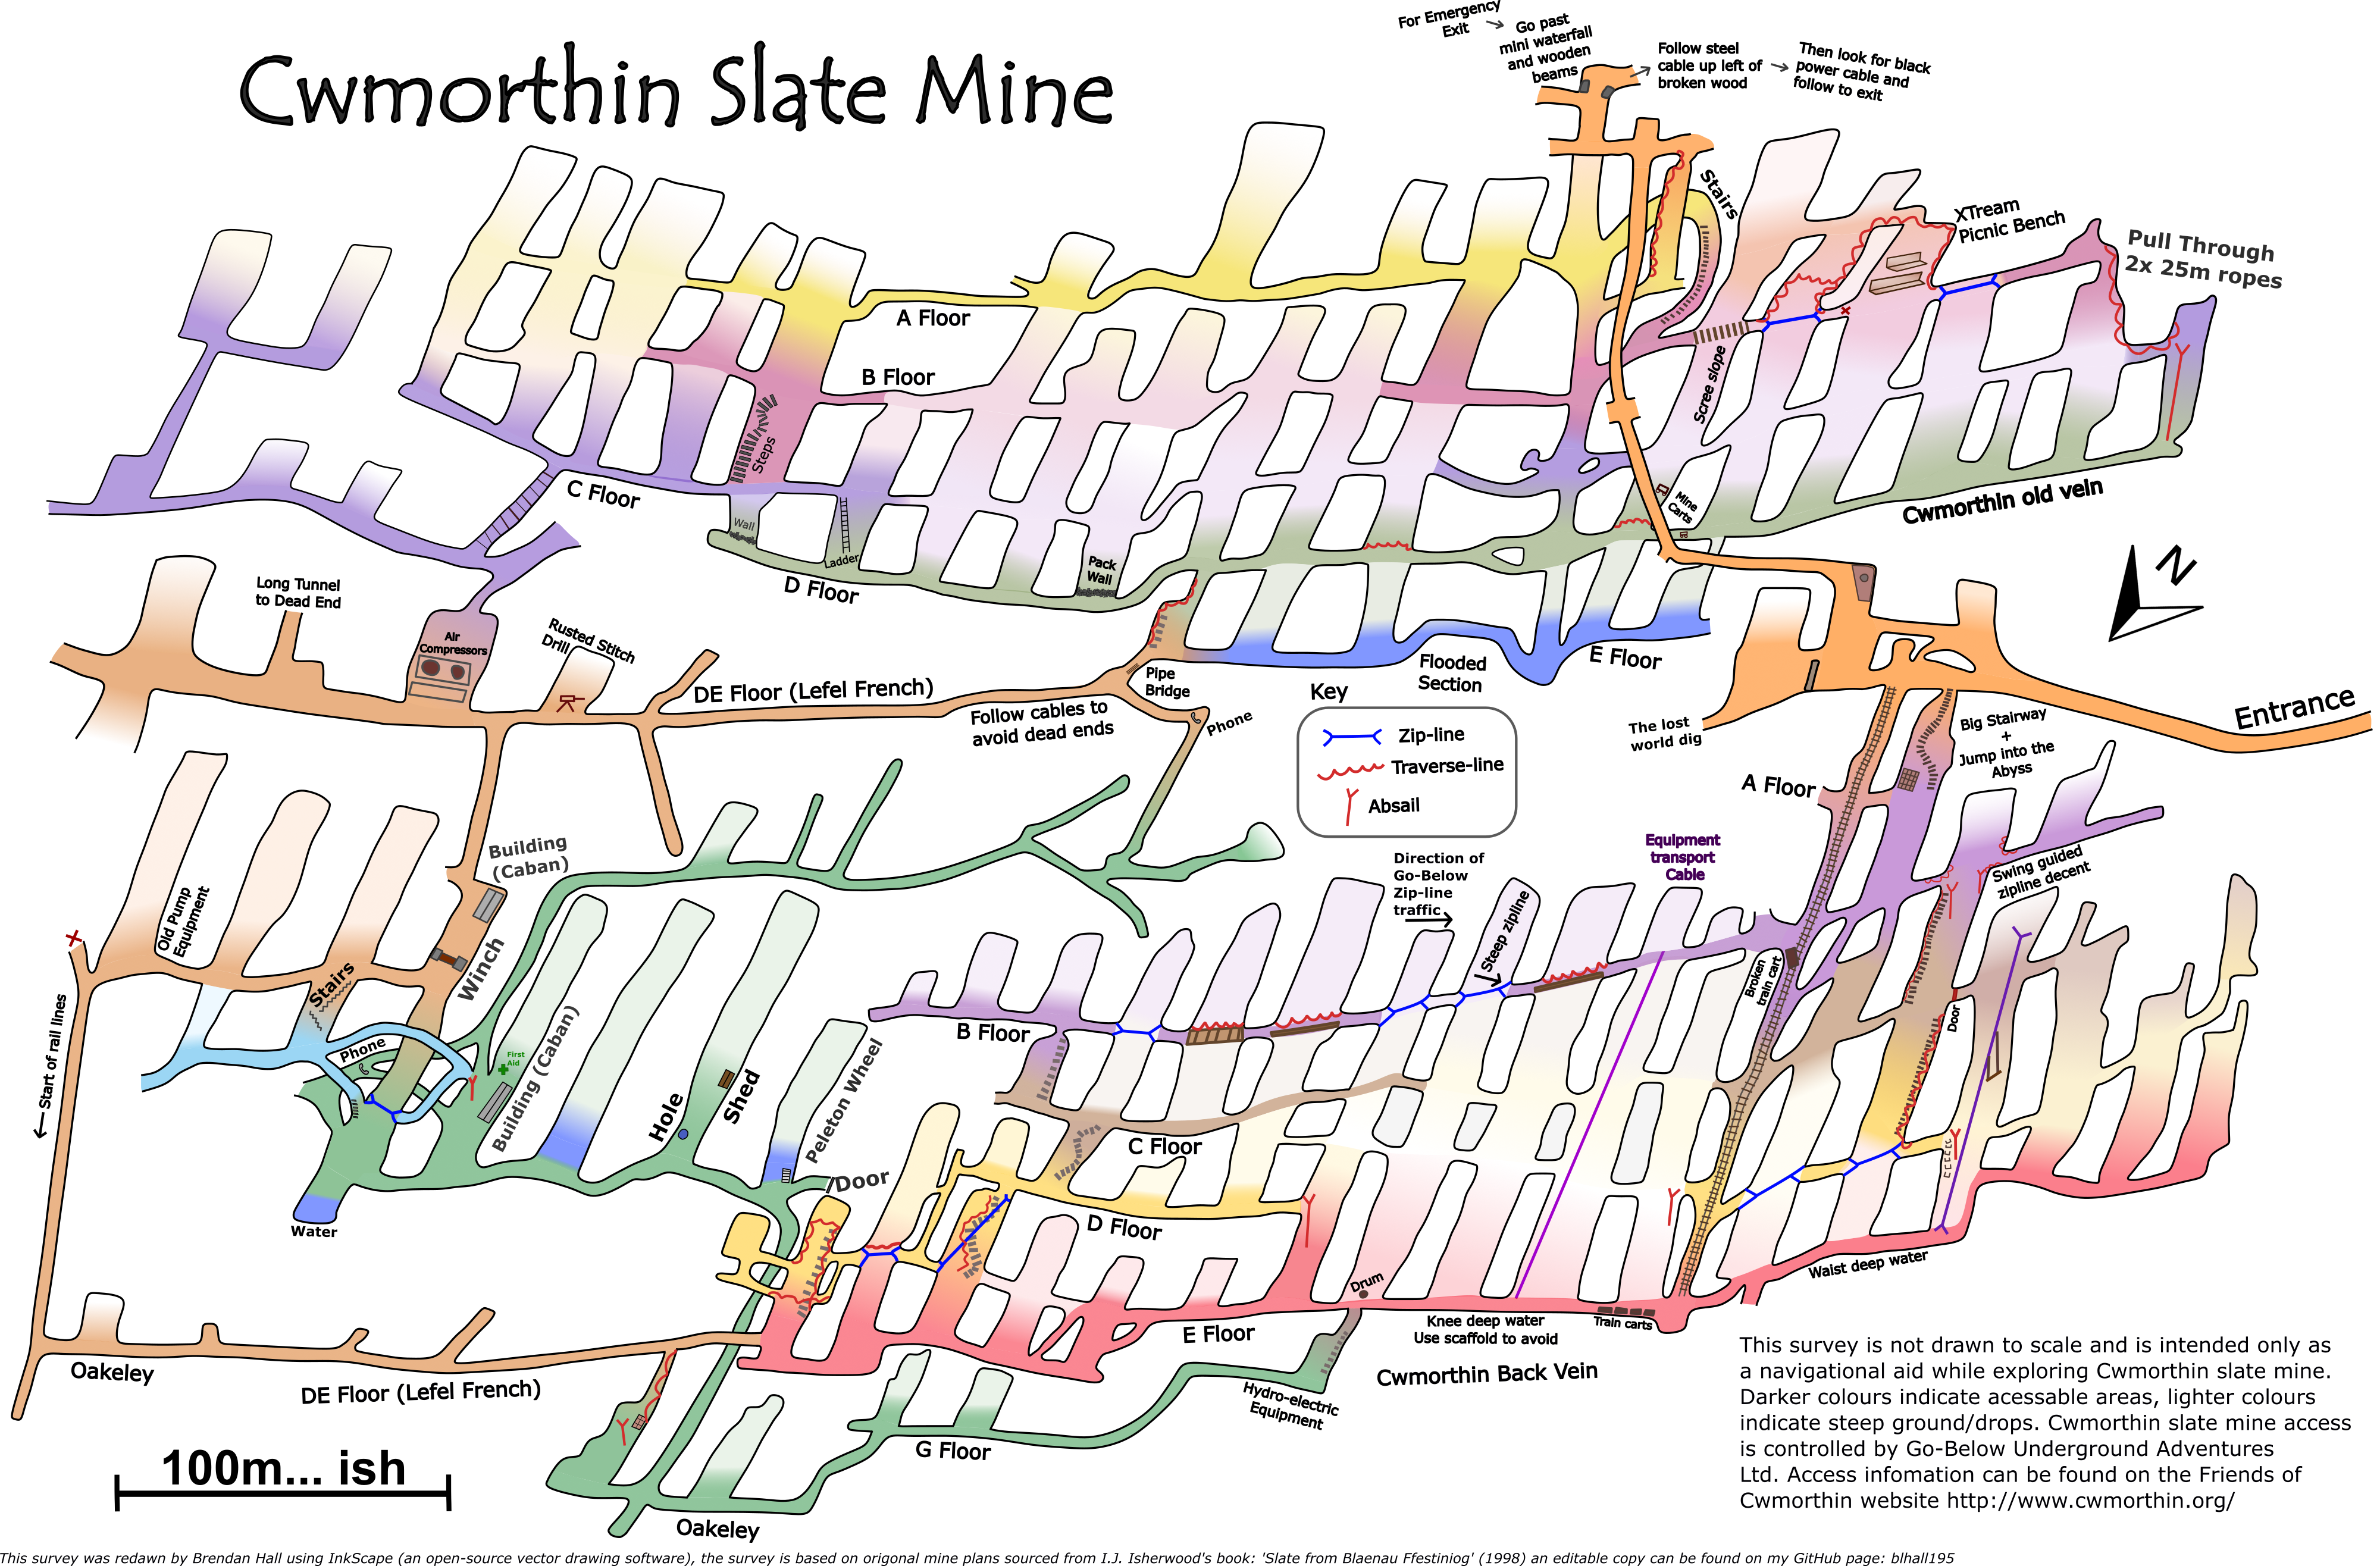 Cwmorthin Slate Mine
For Emergency
Exit
Go past
mini waterfall
and wooden
beams
Follow steel
cable up left of
broken wood
Then look for black
power cable and
follow to exit
Stairs
XTream
Picnic Bench
Pull Through
2x 25m ropes
A Floor
B Floor
Scree slope
Steps
C Floor
Wall
Ladder
D Floor
Pack
Wall
Mine
Carts
Cwmorthin old vein
N
Long Tunnel
to Dead End
Air
Compressors
Rusted Stitch
Drill
DE Floor (Lefel French)
Follow cables to
avoid dead ends
Pipe
Bridge
Phone
Flooded
Section
E Floor
Key
Zip-line
Traverse-line
Absail
The lost
world dig
Entrance
Big Stairway
+
Jump into the
Abyss
A Floor
Building
(Caban)
Old Pump
Equipment
Stairs
Winch
Phone
First
Aid
Building (Caban)
Hole
Shed
Peleton Wheel
/Door
Water
Start of rail lines
Direction of
Go-Below
Zip-line
traffic
Steep zipline
Equipment
transport
Cable
Broken
train cart
Swing guided
zipline decent
Door
B Floor
C Floor
D Floor
Drum
E Floor
Knee deep water
Use scaffold to avoid
Train carts
Waist deep water
Cwmorthin Back Vein
Hydro-electric
Equipment
G Floor
Oakeley
DE Floor (Lefel French)
Oakeley
100m... ish
This survey is not drawn to scale and is intended only as
a navigational aid while exploring Cwmorthin slate mine.
Darker colours indicate acessable areas, lighter colours
indicate steep ground/drops. Cwmorthin slate mine access
is controlled by Go-Below Underground Adventures
Ltd. Access infomation can be found on the Friends of
Cwmorthin website http://www.cwmorthin.org/
This survey was redawn by Brendan Hall using InkScape (an open-source vector drawing software), the survey is based on origonal mine plans sourced from I.J. Isherwood's book: 'Slate from Blaenau Ffestiniog' (1998) an editable copy can be found on my GitHub page: blhall195